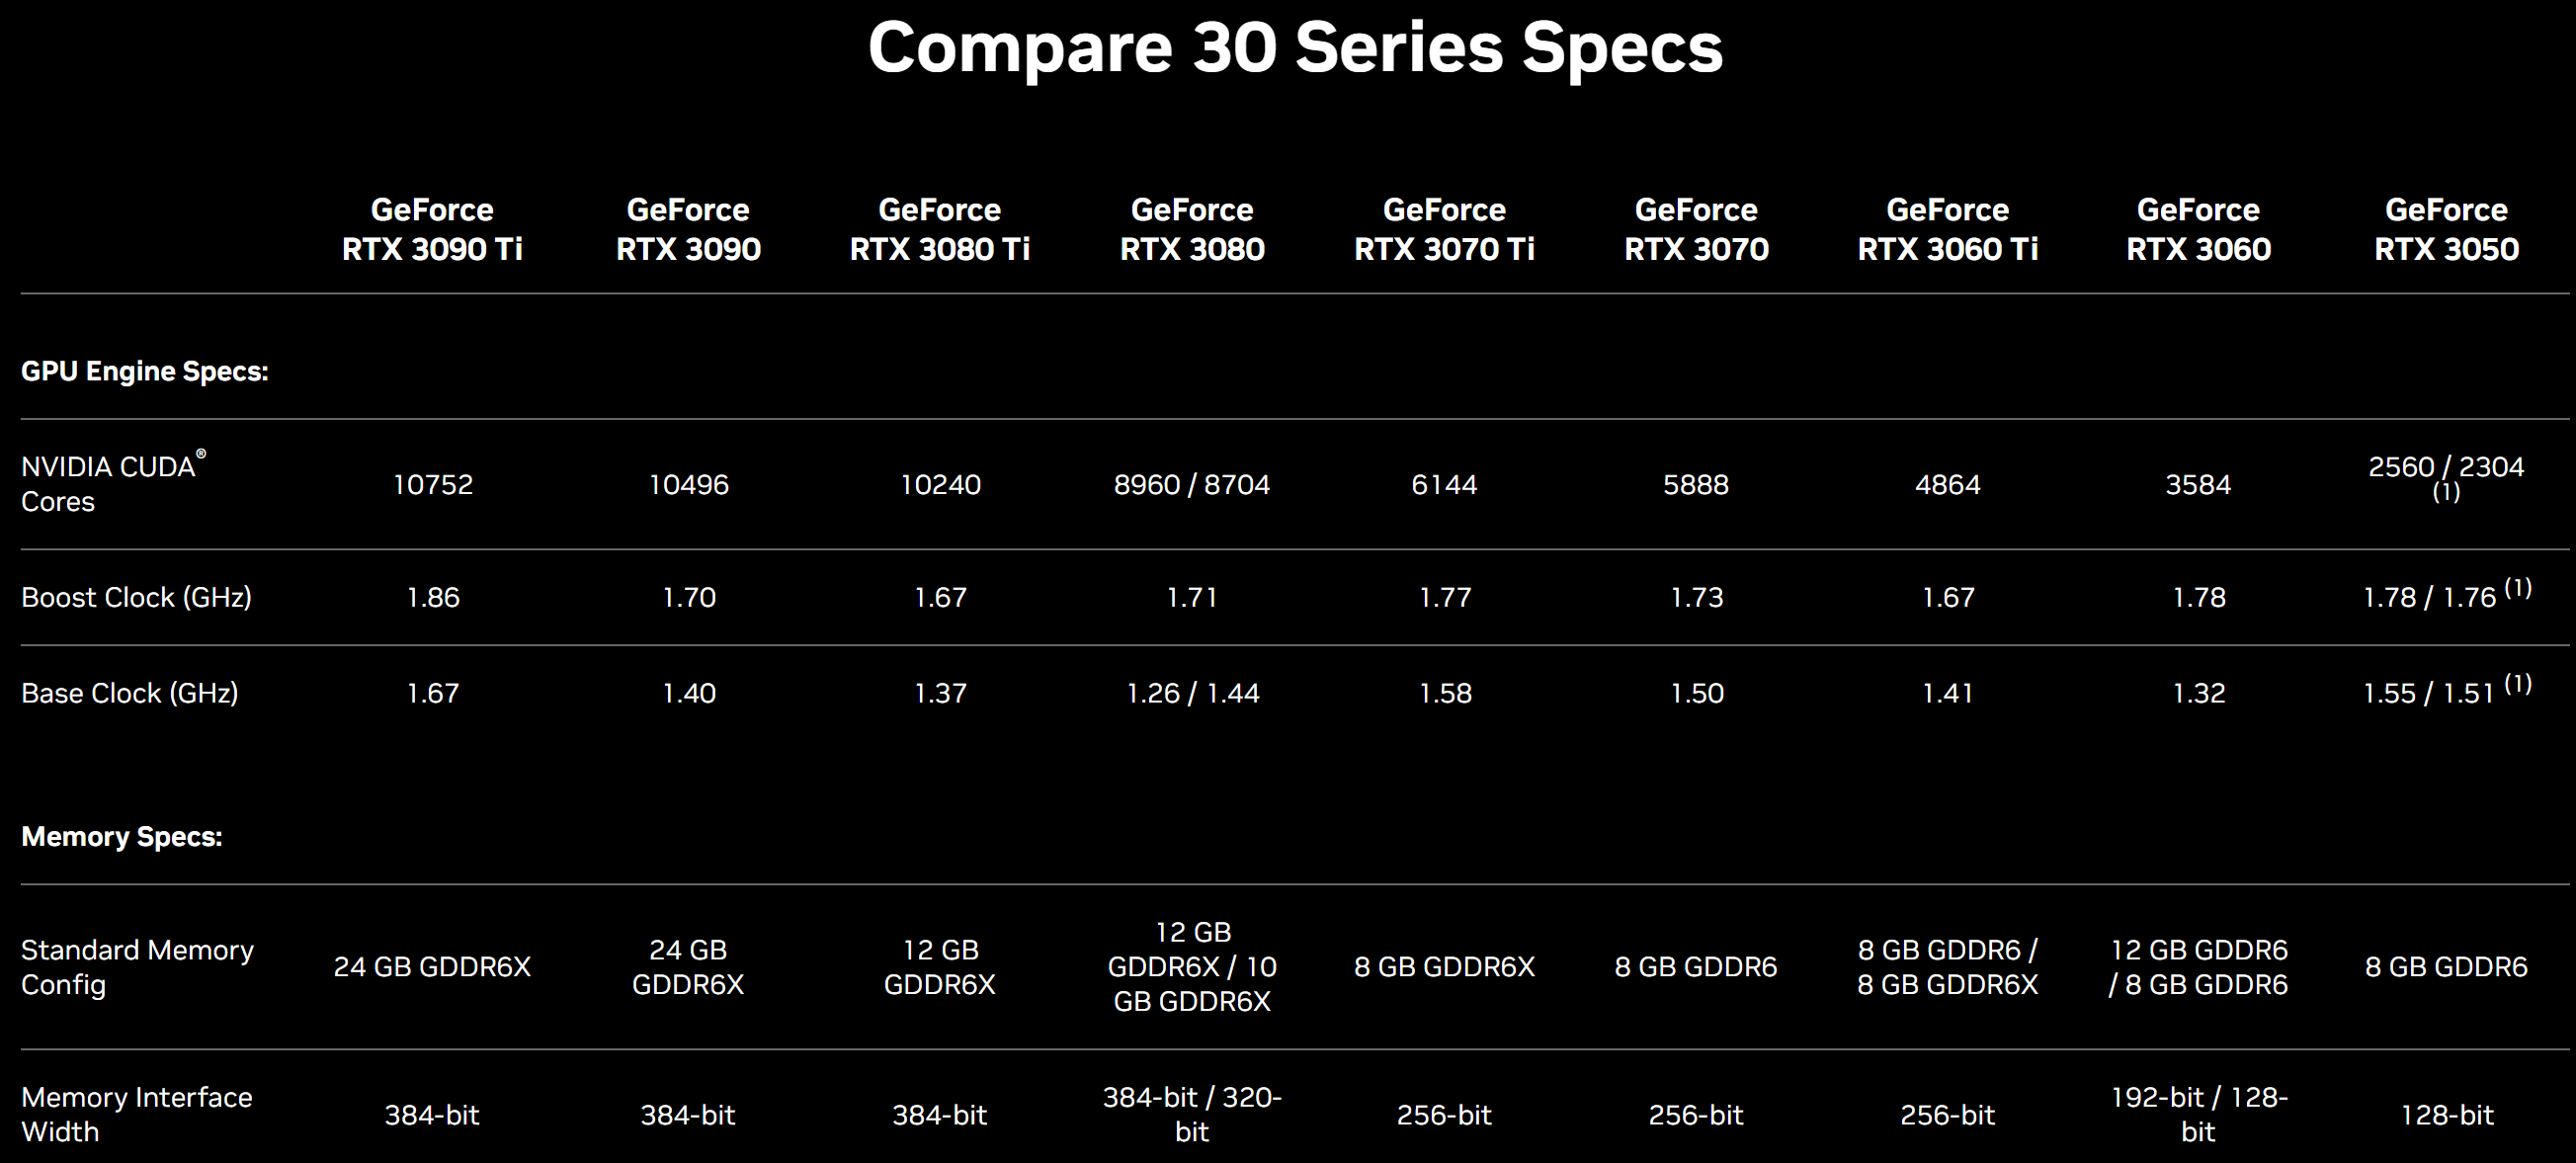 Compare 30 Series Specs
GeForce RTX 3090 Ti GeForce RTX 3090 GeForce RTX 3080 Ti GeForce RTX 3080 GeForce RTX 3070 Ti GeForce RTX 3070 GeForce RTX 3060 Ti GeForce RTX 3060 GeForce RTX 3050
GPU Engine Specs:
NVIDIA CUDA® Cores 10752 10496 10240 8960 / 8704 6144 5888 4864 3584 2560 / 2304 (1)
Boost Clock (GHz) 1.86 1.70 1.67 1.71 1.77 1.73 1.67 1.78 1.78 / 1.76 (1)
Base Clock (GHz) 1.67 1.40 1.37 1.26 / 1.44 1.58 1.50 1.41 1.32 1.55 / 1.51 (1)
Memory Specs:
Standard Memory Config 24 GB GDDR6X 24 GB GDDR6X 12 GB GDDR6X 12 GB GDDR6X / 10 GB GDDR6X 8 GB GDDR6X 8 GB GDDR6 8 GB GDDR6 / 8 GB GDDR6X 12 GB GDDR6 / 8 GB GDDR6 8 GB GDDR6
Memory Interface Width 384-bit 384-bit 384-bit 384-bit / 320-bit 256-bit 256-bit 256-bit 192-bit / 128-bit 128-bit